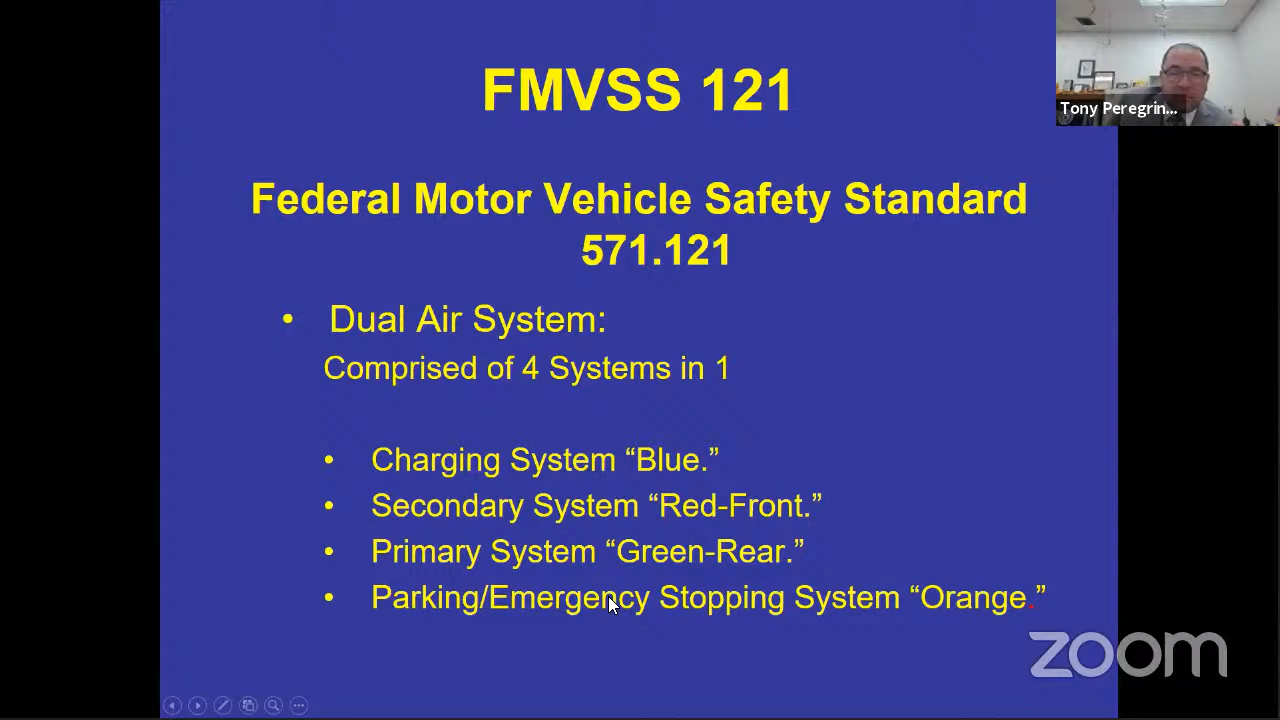 FMVSS 121
Federal Motor Vehicle Safety Standard
571.121
• Dual Air System:
Comprised of 4 Systems in 1
• Charging System “Blue.”
• Secondary System “Red-Front.”
• Primary System “Green-Rear.”
• Parking/Emergency Stopping System “Orange.”
Tony Peregrin...
zoom